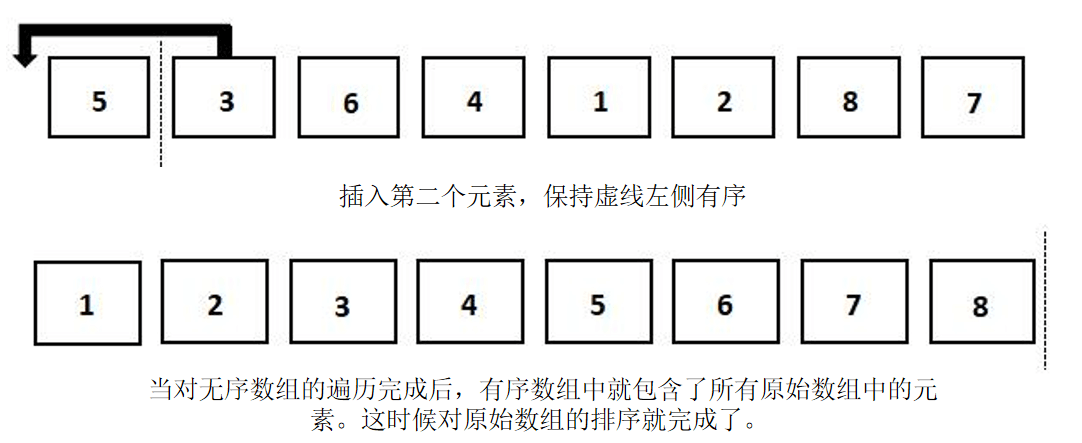 5 3 6 4 1 2 8 7
插入第二个元素，保持虚线左侧有序
1 2 3 4 5 6 7 8
当对无序数组的遍历完成后，有序数组中就包含了所有原始数组中的元
素。这时候对原始数组的排序就完成了。